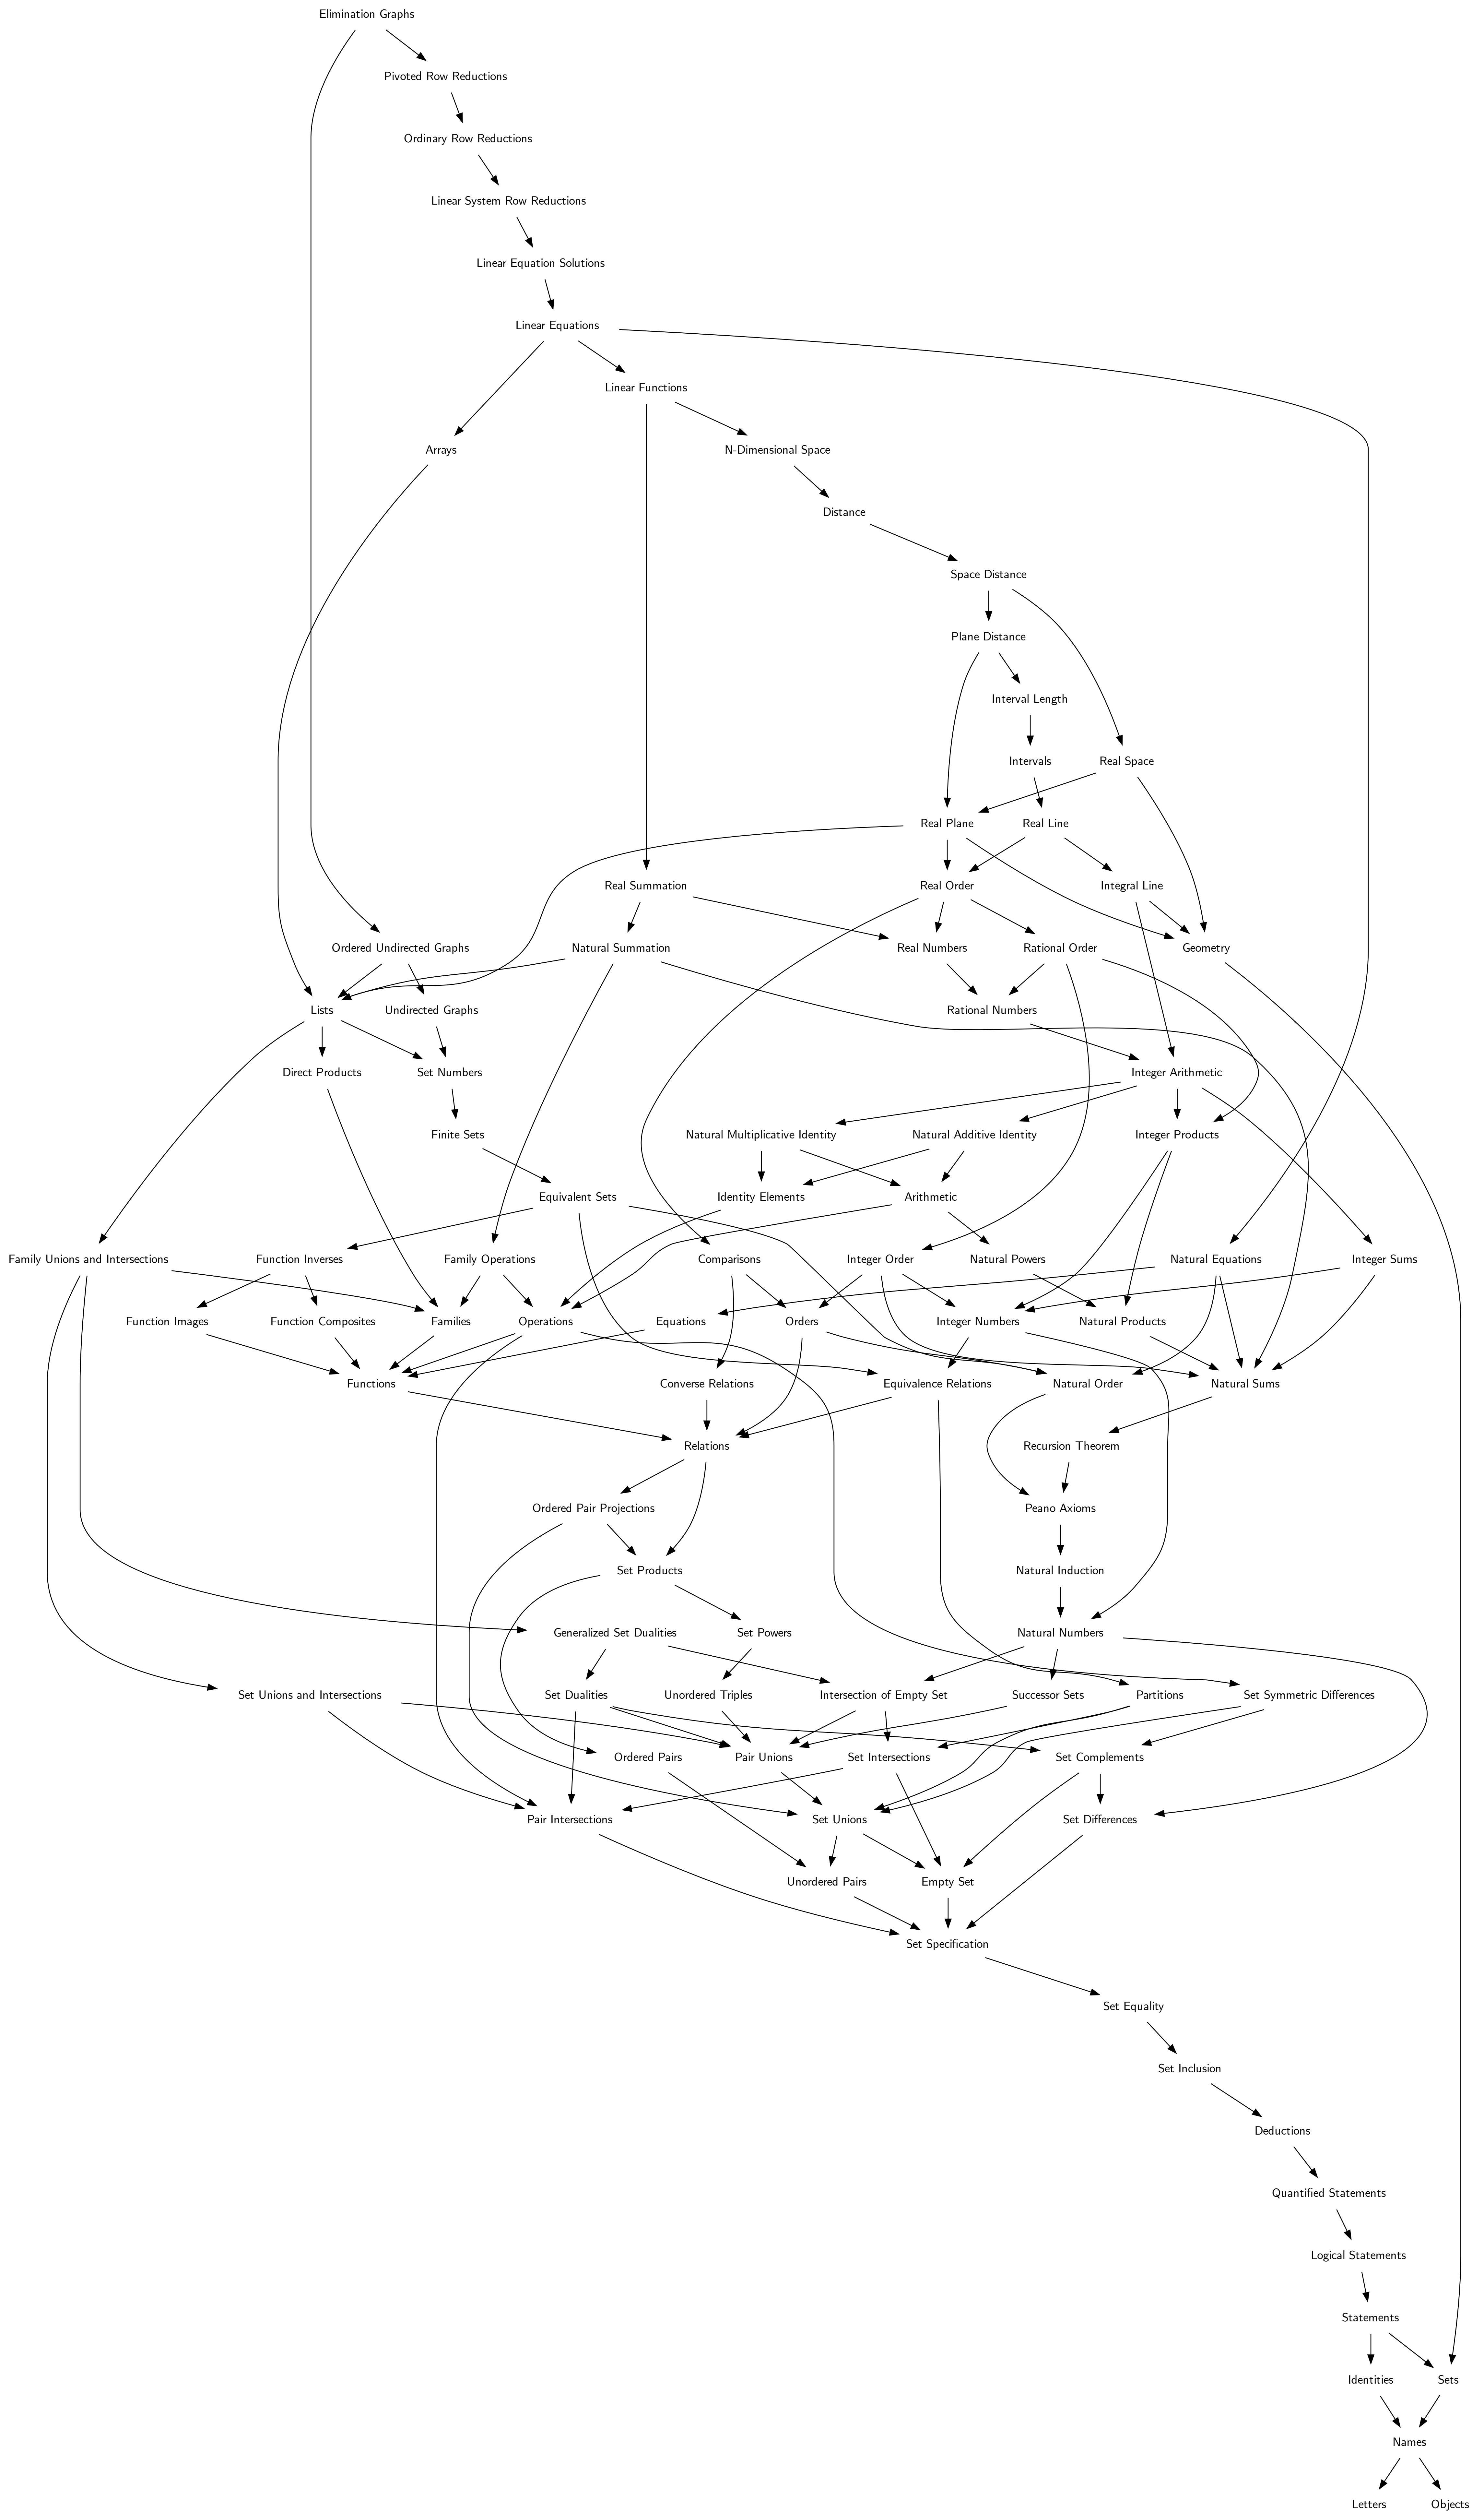 Elimination Graphs
Pivoted Row Reductions
Ordinary Row Reductions
Linear System Row Reductions
Linear Equation Solutions
Linear Equations
Linear Functions
Arrays
N-Dimensional Space
Distance
Space Distance
Plane Distance
Interval Length
Intervals
Real Space
Real Plane
Real Line
Real Summation
Real Order
Integral Line
Ordered Undirected Graphs
Natural Summation
Real Numbers
Rational Order
Geometry
Lists
Undirected Graphs
Rational Numbers
Direct Products
Set Numbers
Integer Arithmetic
Finite Sets
Natural Multiplicative Identity
Natural Additive Identity
Integer Products
Equivalent Sets
Identity Elements
Arithmetic
Family Unions and Intersections
Function Inverses
Family Operations
Comparisons
Integer Order
Natural Powers
Natural Equations
Integer Sums
Function Images
Function Composites
Families
Operations
Equations
Orders
Integer Numbers
Natural Products
Functions
Converse Relations
Equivalence Relations
Natural Order
Natural Sums
Relations
Recursion Theorem
Ordered Pair Projections
Peano Axioms
Set Products
Natural Induction
Generalized Set Dualities
Set Powers
Natural Numbers
Set Unions and Intersections
Set Dualities
Unordered Triples
Intersection of Empty Set
Successor Sets
Partitions
Set Symmetric Differences
Ordered Pairs
Pair Unions
Set Intersections
Set Complements
Pair Intersections
Set Unions
Set Differences
Unordered Pairs
Empty Set
Set Specification
Set Equality
Set Inclusion
Deductions
Quantified Statements
Logical Statements
Statements
Identities
Sets
Names
Letters
Objects